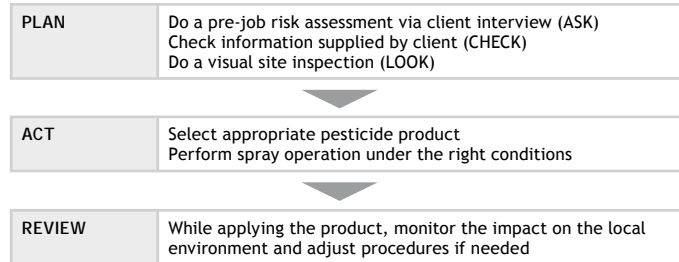 PLAN
Do a pre-job risk assessment via client interview (ASK)
Check information supplied by client (CHECK)
Do a visual site inspection (LOOK)
ACT
Select appropriate pesticide product
Perform spray operation under the right conditions
REVIEW
While applying the product, monitor the impact on the local
environment and adjust procedures if needed